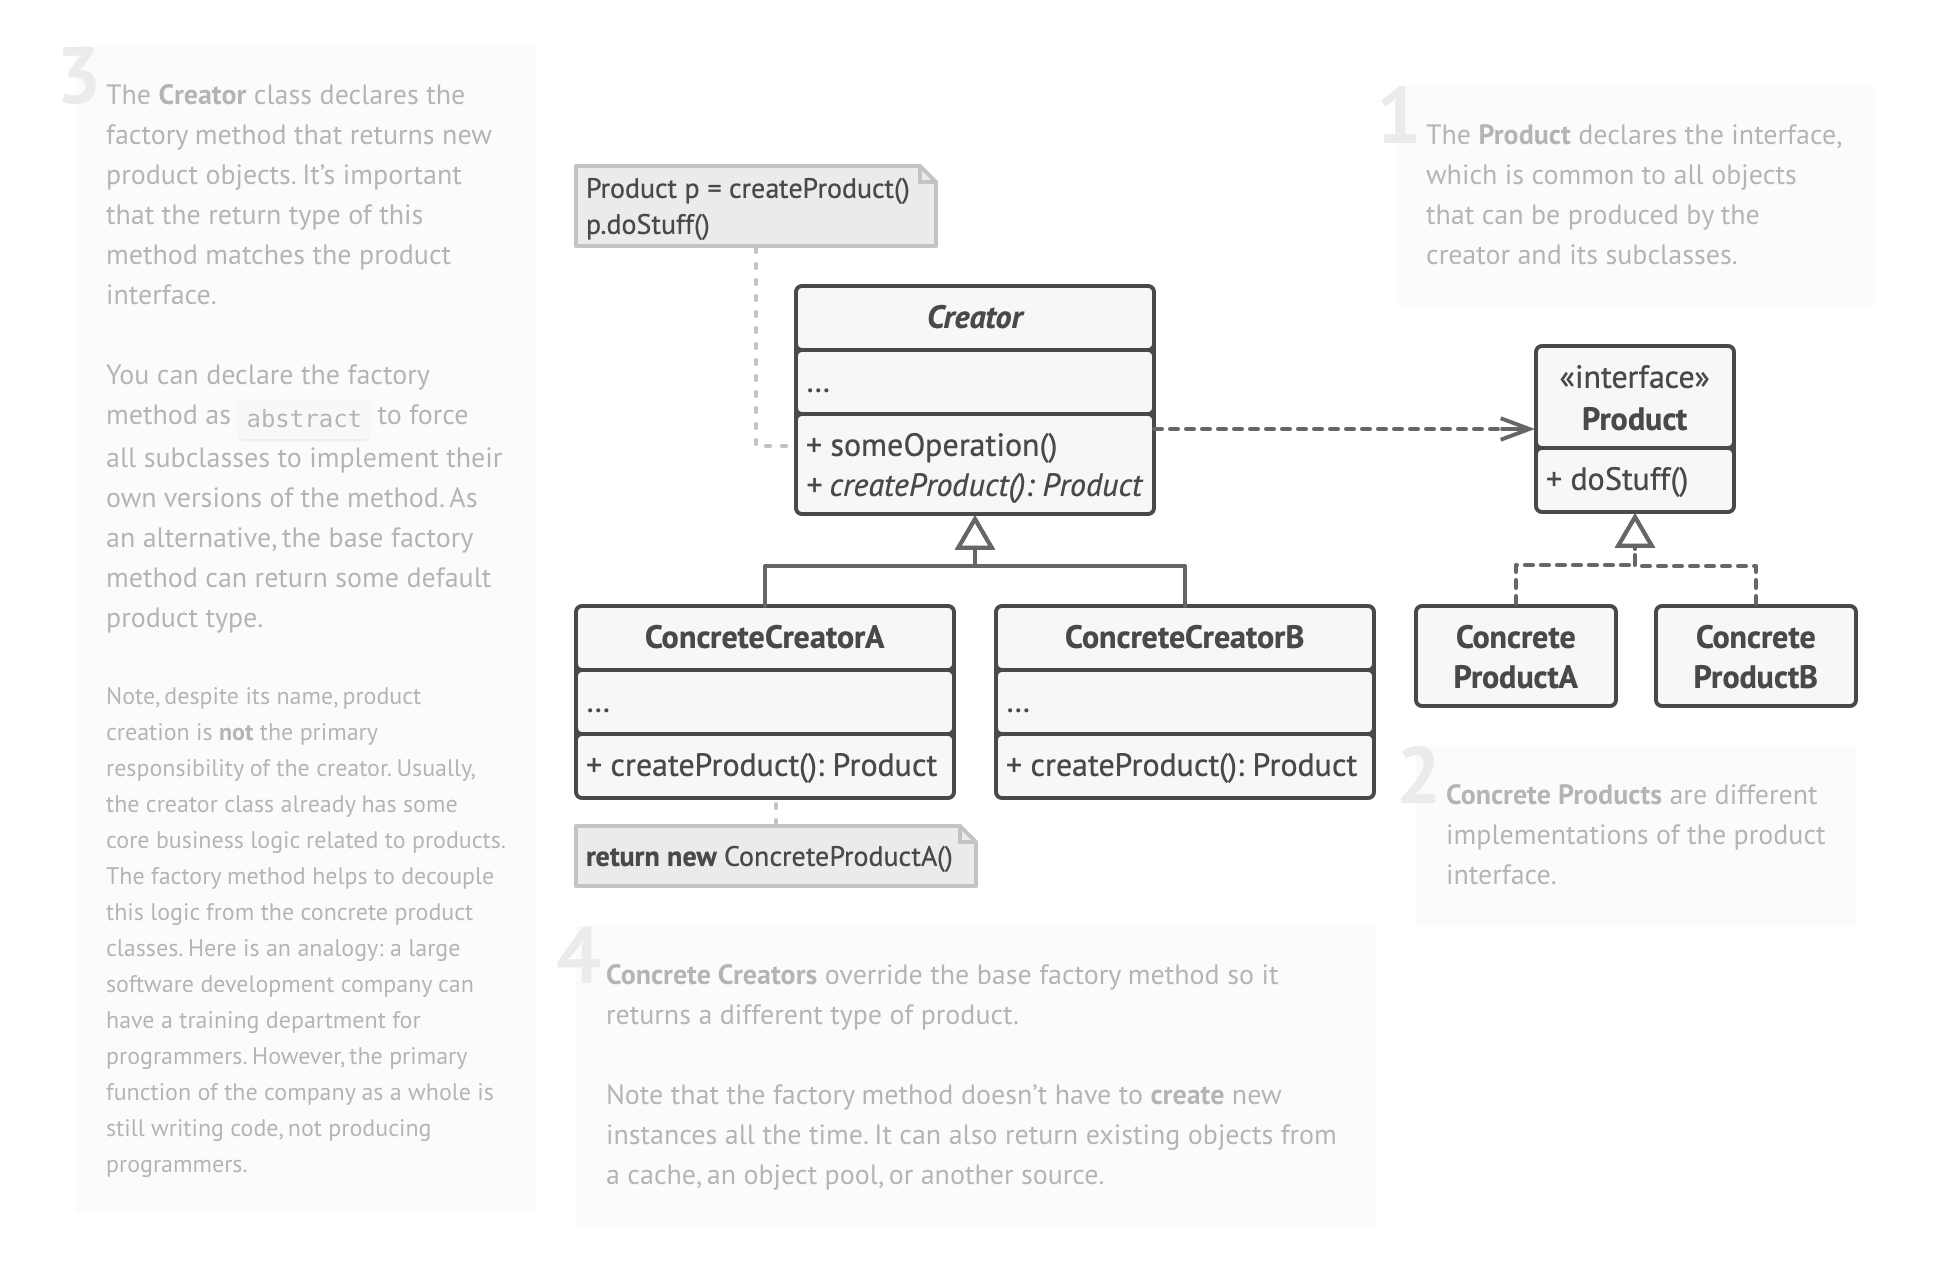 3
The Creator class declares the
factory method that returns new
product objects. It’s important
that the return type of this
method matches the product
interface.
You can declare the factory
method as abstract to force
all subclasses to implement their
own versions of the method. As
an alternative, the base factory
method can return some default
product type.
Note, despite its name, product
creation is not the primary
responsibility of the creator. Usually,
the creator class already has some
core business logic related to products.
The factory method helps to decouple
this logic from the concrete product
classes. Here is an analogy: a large
software development company can
have a training department for
programmers. However, the primary
function of the company as a whole is
still writing code, not producing
programmers.
Product p = createProduct()
p.doStuff()
Creator
...
+ someOperation()
+ createProduct(): Product
ConcreteCreatorA
...
+ createProduct(): Product
return new ConcreteProductA()
ConcreteCreatorB
...
+ createProduct(): Product
1
The Product declares the interface,
which is common to all objects
that can be produced by the
creator and its subclasses.
«interface»
Product
+ doStuff()
Concrete
ProductA
Concrete
ProductB
2
Concrete Products are different
implementations of the product
interface.
4
Concrete Creators override the base factory method so it
returns a different type of product.
Note that the factory method doesn’t have to create new
instances all the time. It can also return existing objects from
a cache, an object pool, or another source.